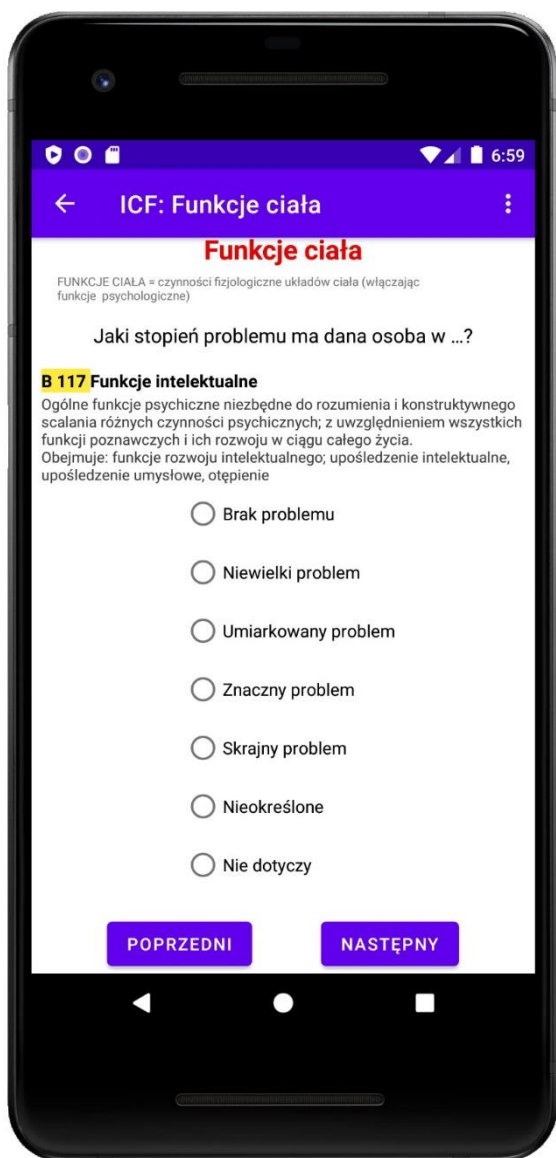 6:59
ICF: Funkcje ciała
Funkcje ciała
FUNKCJE CIAŁA = czynności fizjologiczne układów ciała (włączając
funkcje psychologiczne)
Jaki stopień problemu ma dana osoba w ...?
B 117 Funkcje intelektualne
Ogólne funkcje psychiczne niezbędne do rozumienia i konstruktywnego
scalania różnych czynności psychicznych; z uwzględnieniem wszystkich
funkcji poznawczych i ich rozwoju w ciągu całego życia.
Obejmuje: funkcje rozwoju intelektualnego; upośledzenie intelektualne,
upośledzenie umysłowe, otępienie
Brak problemu
Niewielki problem
Umiarkowany problem
Znaczny problem
Skrajny problem
Nieokreślone
Nie dotyczy
POPRZEDNI NASTĘPNY